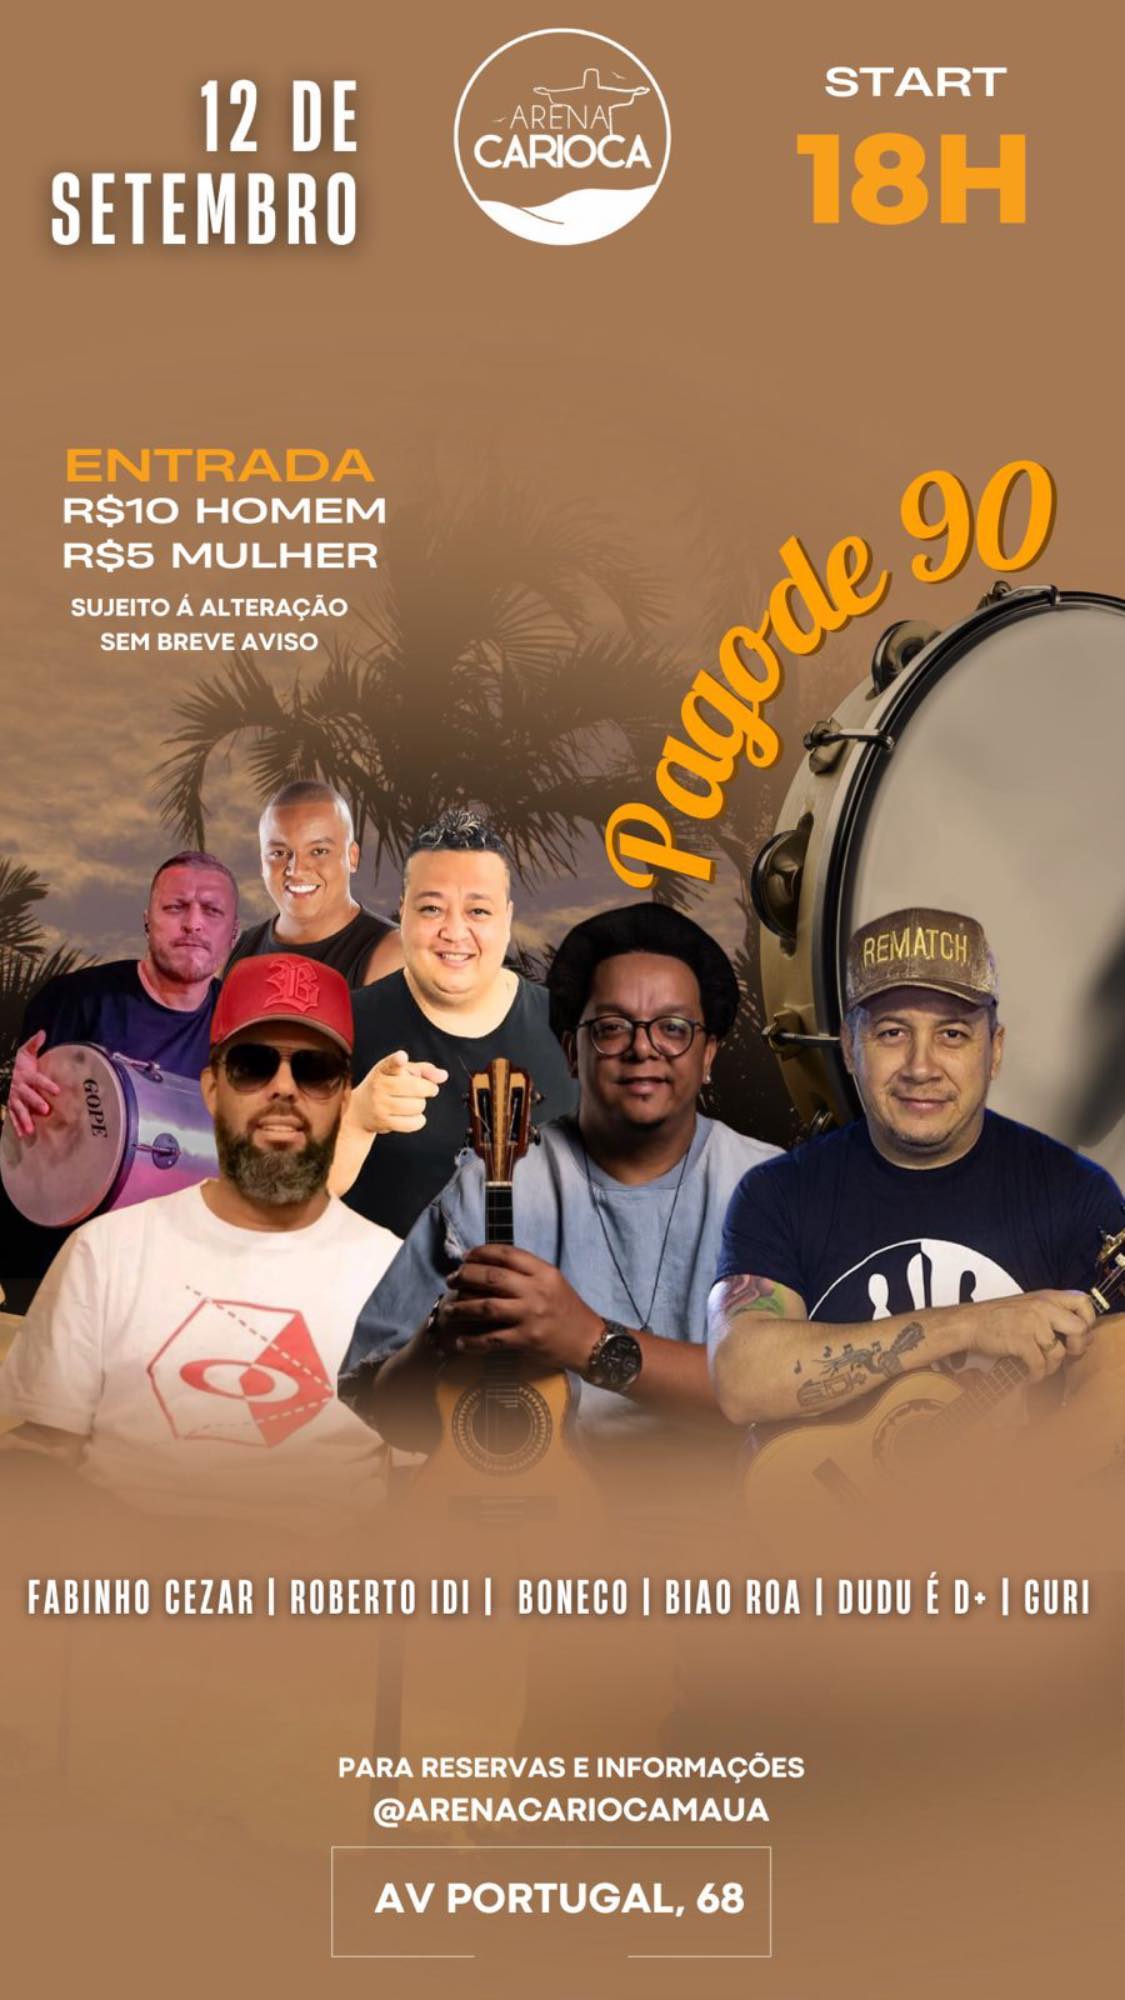 12 DE
SETEMBRO
ARENA
CARIOCA
START
18H
ENTRADA
R$10 HOMEM
R$5 MULHER
SUJEITO Á ALTERAÇÃO
SEM BREVE AVISO
Pagode 90
REMATCH
B
GOPE
FABINHO CEZAR | ROBERTO IDI | BONECO | BIAO ROA | DUDU É D+ | GURI
PARA RESERVAS E INFORMAÇÕES
@ARENACARIOCAMAUA
AV PORTUGAL, 68